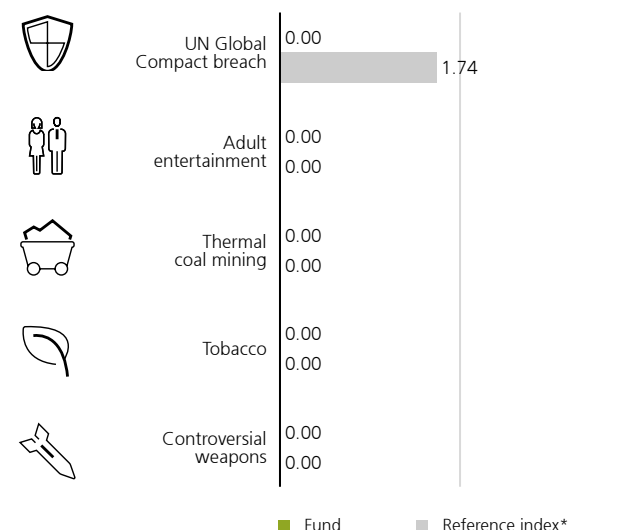 UN Global
Compact breach
0.00
1.74
Adult
entertainment
0.00
0.00
Thermal
coal mining
0.00
0.00
Tobacco
0.00
0.00
Controversial
weapons
0.00
0.00
Fund
Reference index*